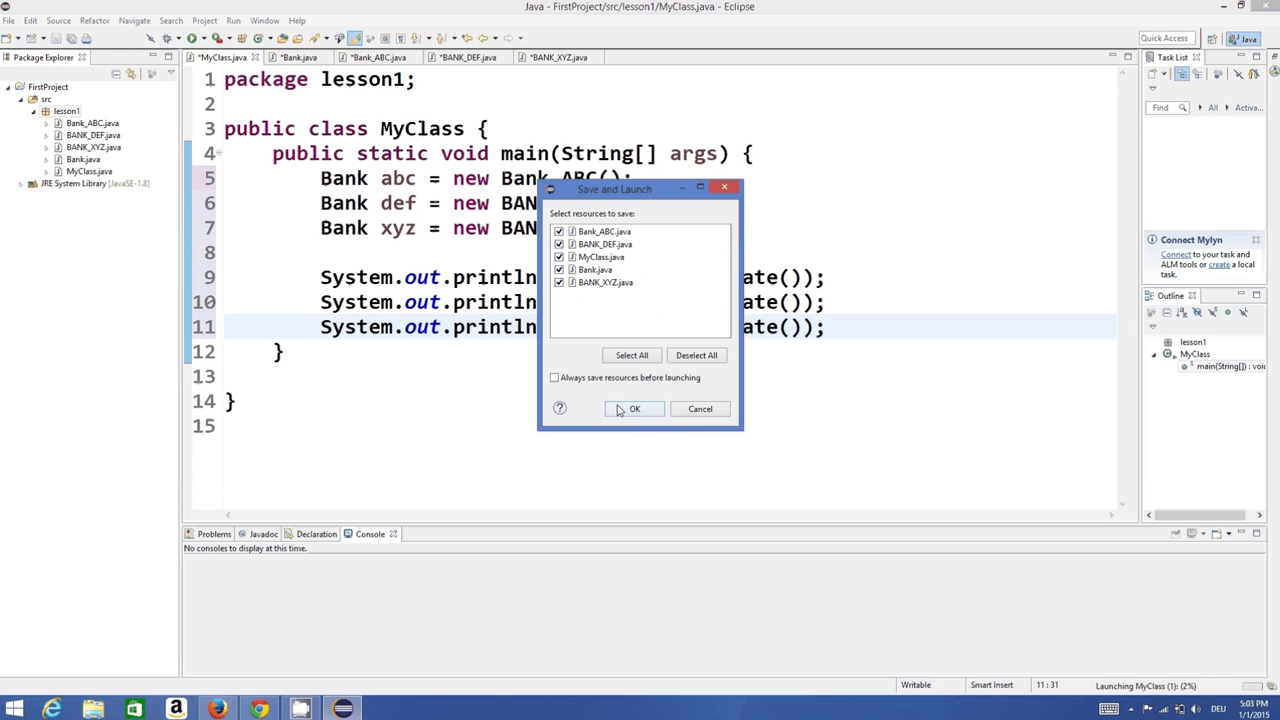 Java - FirstProject/src/lesson1/MyClass.java - Eclipse
File Edit Source Refactor Navigate Search Project Run Window Help
Quick Access Java
Package Explorer
*MyClass.java *Bank.java *Bank_ABC.java *BANK_DEF.java *BANK_XYZ.java
Task List
FirstProject
src
lesson1
Bank_ABC.java
BANK_DEF.java
BANK_XYZ.java
Bank.java
MyClass.java
JRE System Library [JavaSE-1.8]
1 package lesson1;
2
3 public class MyClass {
4 public static void main(String[] args) {
5 Bank abc = new Bank_ABC();
6 Bank def = new BAN
7 Bank xyz = new BAN
8
9 System.out.println ate());
10 System.out.println ate());
11 System.out.println ate());
12 }
13
14 }
15
Save and Launch
Select resources to save:
Bank_ABC.java
BANK_DEF.java
MyClass.java
Bank.java
BANK_XYZ.java
Select All Deselect All
Always save resources before launching
? OK Cancel
Find All Activa...
Connect Mylyn
Connect to your task and
ALM tools or create a local
task.
Outline
lesson1
MyClass
main(String[]) : voi
Problems Javadoc Declaration Console
No consoles to display at this time.
Writable Smart Insert 11 : 31 Launching MyClass (1): (2%)
DEU
5:03 PM
1/1/2015